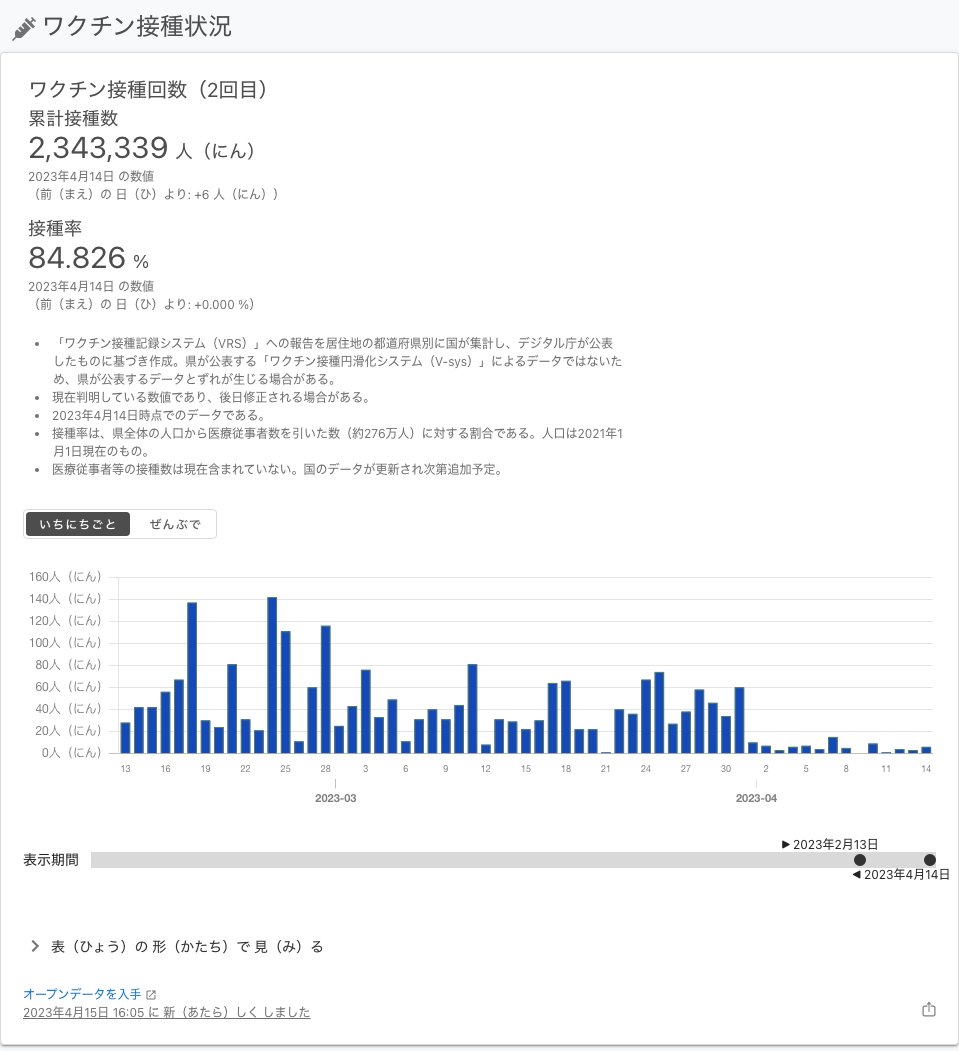 ワクチン接種状況
ワクチン接種回数（2回目）
累計接種数
2,343,339 人（にん）
2023年4月14日 の数値
（前（まえ）の 日（ひ）より: +6 人（にん））
接種率
84.826 %
2023年4月14日 の数値
（前（まえ）の 日（ひ）より: +0.000 %）
• 「ワクチン接種記録システム（VRS）」への報告を居住地の都道府県別に国が集計し、デジタル庁が公表
したものに基づき作成。県が公表する「ワクチン接種円滑化システム（V-sys）」によるデータではないた
め、県が公表するデータとずれが生じる場合がある。
• 現在判明している数値であり、後日修正される場合がある。
• 2023年4月14日時点でのデータである。
• 接種率は、県全体の人口から医療従事者数を引いた数（約276万人）に対する割合である。人口は2021年1
月1日現在のもの。
• 医療従事者等の接種数は現在含まれていない。国のデータが更新され次第追加予定。
いちにちごと ぜんぶで
160人（にん）
140人（にん）
120人（にん）
100人（にん）
80人（にん）
60人（にん）
40人（にん）
20人（にん）
0人（にん）
13 16 19 22 25 28 3 6 9 12 15 18 21 24 27 30 2 5 8 11 14
2023-03 2023-04
▶ 2023年2月13日
表示期間
◀ 2023年4月14日
表（ひょう）の 形（かたち）で 見（み）る
オープンデータを入手
2023年4月15日 16:05 に 新（あたら）しく しました